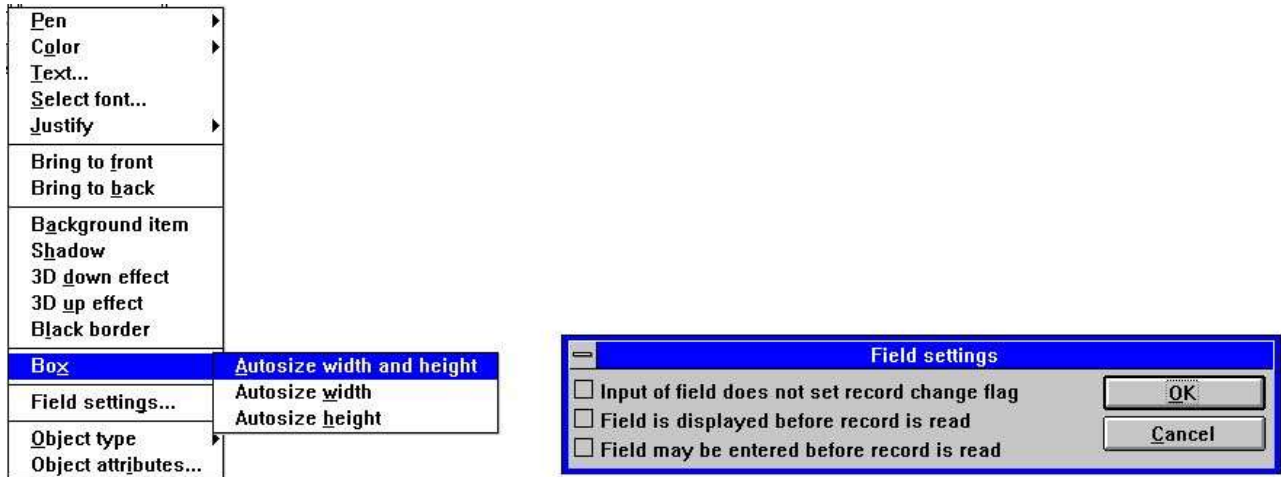 Pen
Color
Text...
Select font...
Justify
Bring to front
Bring to back
Background item
Shadow
3D down effect
3D up effect
Black border
Box
Autosize width and height
Autosize width
Autosize height
Field settings...
Object type
Object attributes...
Field settings
Input of field does not set record change flag
Field is displayed before record is read
Field may be entered before record is read
OK
Cancel